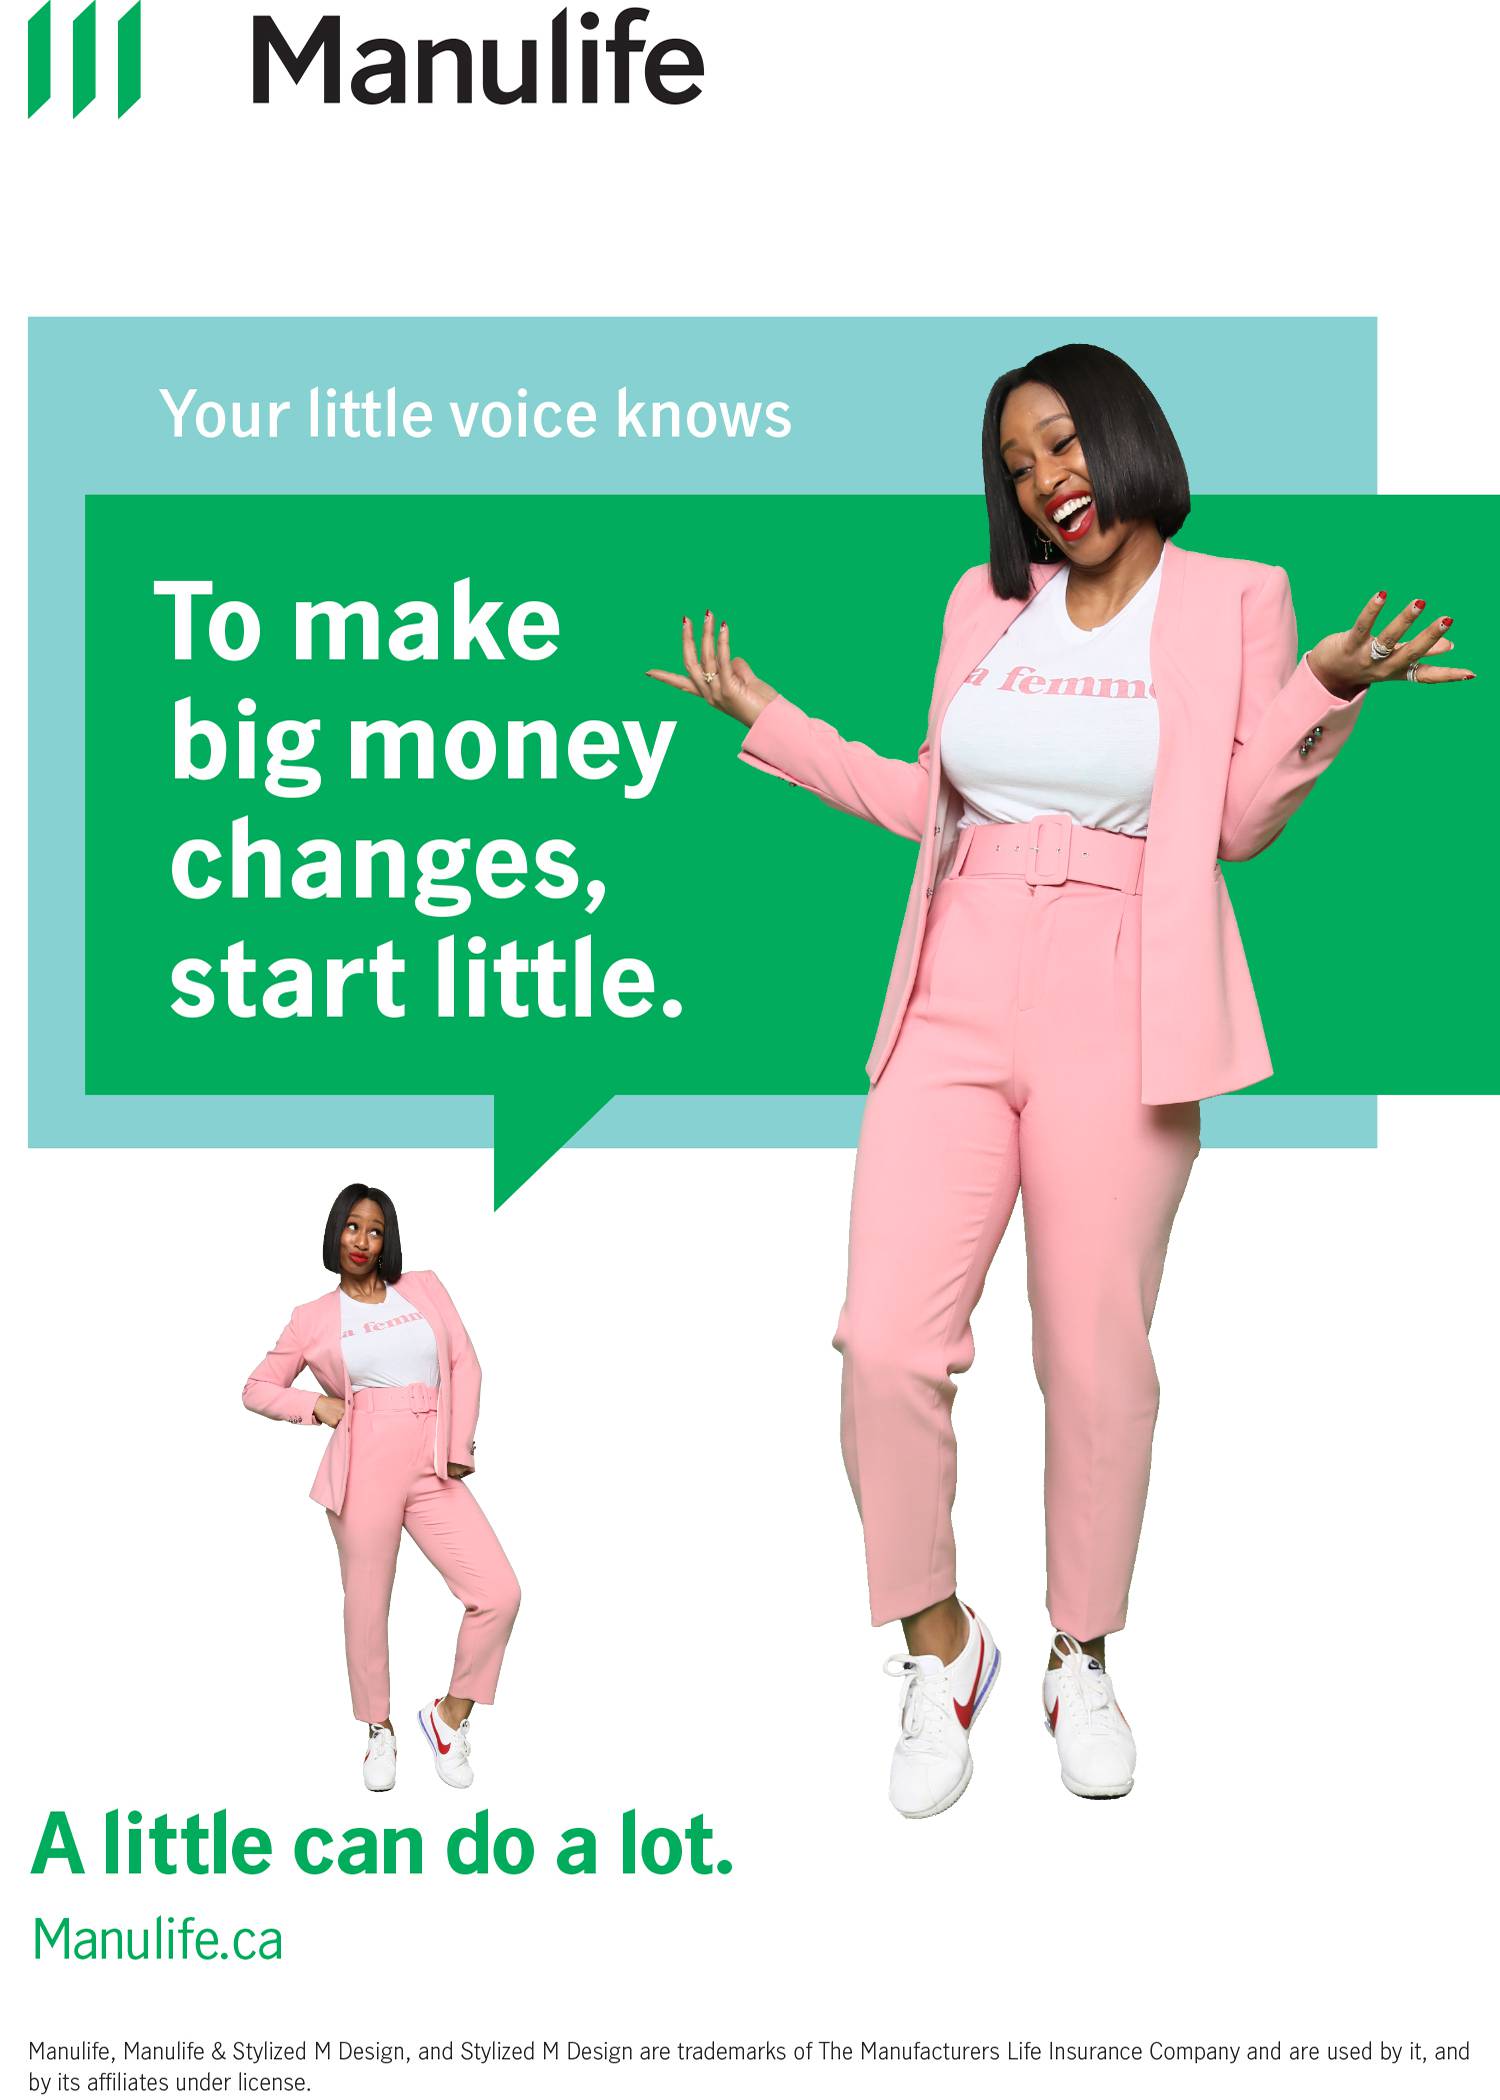 Manulife
Your little voice knows
To make
big money
changes,
start little.
a femme
a femm
A little can do a lot.
Manulife.ca
Manulife, Manulife & Stylized M Design, and Stylized M Design are trademarks of The Manufacturers Life Insurance Company and are used by it, and
by its affiliates under license.